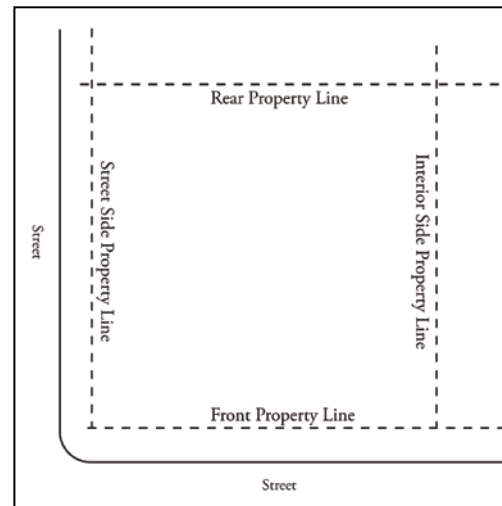 Rear Property Line
Street
Street Side Property Line
Interior Side Property Line
Front Property Line
Street